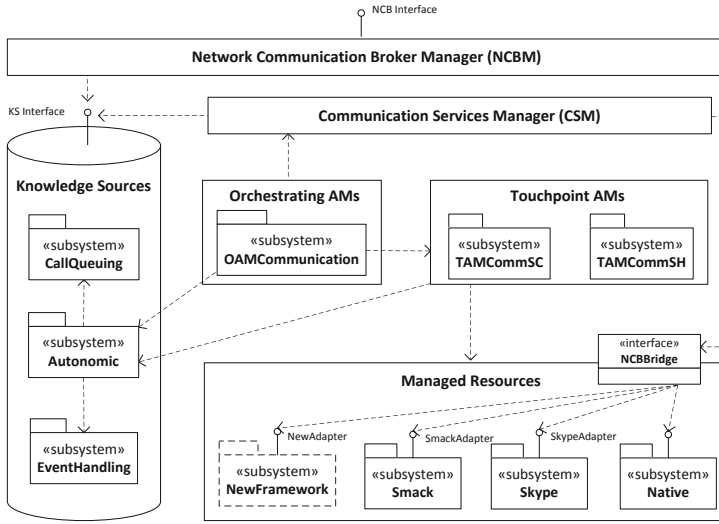 NCB Interface
Network Communication Broker Manager (NCBM)
KS Interface
Communication Services Manager (CSM)
Knowledge Sources
Orchestrating AMs
Touchpoint AMs
«subsystem»
CallQueuing
«subsystem»
OAMCommunication
«subsystem»
TAMCommSC
«subsystem»
TAMCommSH
«subsystem»
Autonomic
«interface»
NCBBridge
Managed Resources
NewAdapter
SmackAdapter
SkypeAdapter
«subsystem»
EventHandling
«subsystem»
NewFramework
«subsystem»
Smack
«subsystem»
Skype
«subsystem»
Native